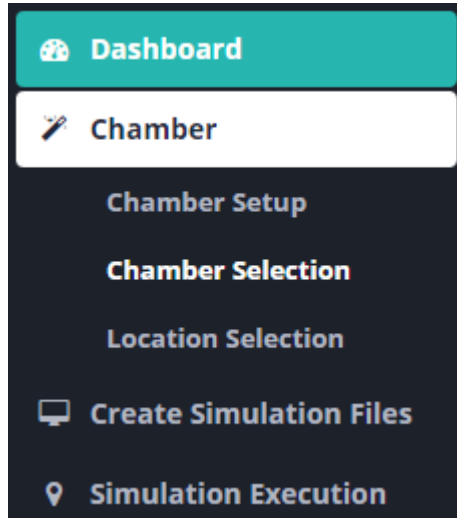 Dashboard
Chamber
Chamber Setup
Chamber Selection
Location Selection
Create Simulation Files
Simulation Execution